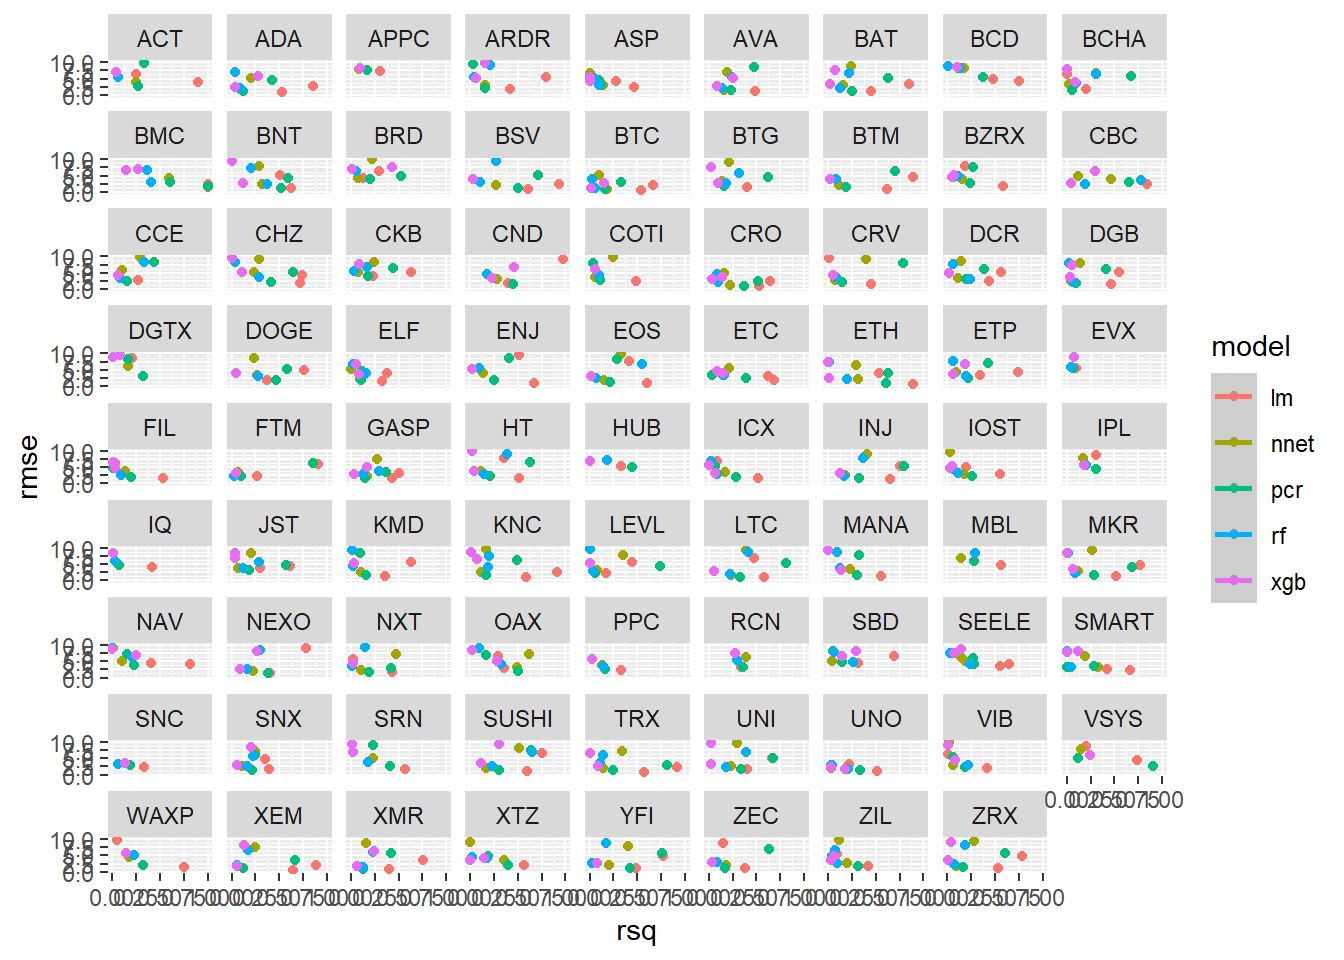 ACT ADA APPC ARDR ASP AVA BAT BCD BCHA
BMC BNT BRD BSV BTC BTG BTM BZRX CBC
CCE CHZ CKB CND COTI CRO CRV DCR DGB
DGTX DOGE ELF ENJ EOS ETC ETH ETP EVX
FIL FTM GASP HT HUB ICX INJ IOST IPL
IQ JST KMD KNC LEVL LTC MANA MBL MKR
NAV NEXO NXT OAX PPC RCN SBD SEELE SMART
SNC SNX SRN SUSHI TRX UNI UNO VIB VSYS
WAXP XEM XMR XTZ YFI ZEC ZIL ZRX
rmse
rsq
model
lm
nnet
pcr
rf
xgb